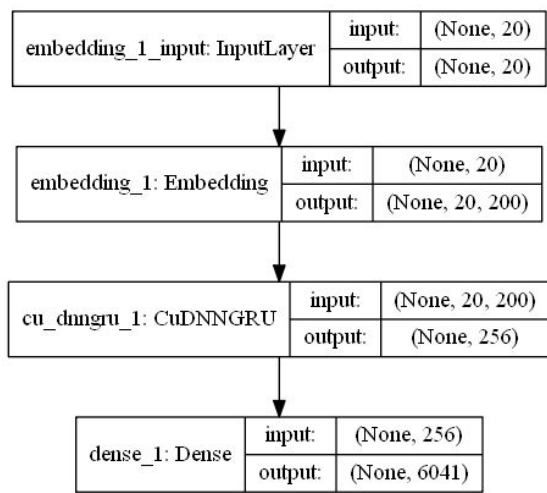 embedding_1_input: InputLayer
input: (None, 20)
output: (None, 20)
embedding_1: Embedding
input: (None, 20)
output: (None, 20, 200)
cu_dnngru_1: CuDNNGRU
input: (None, 20, 200)
output: (None, 256)
dense_1: Dense
input: (None, 256)
output: (None, 6041)